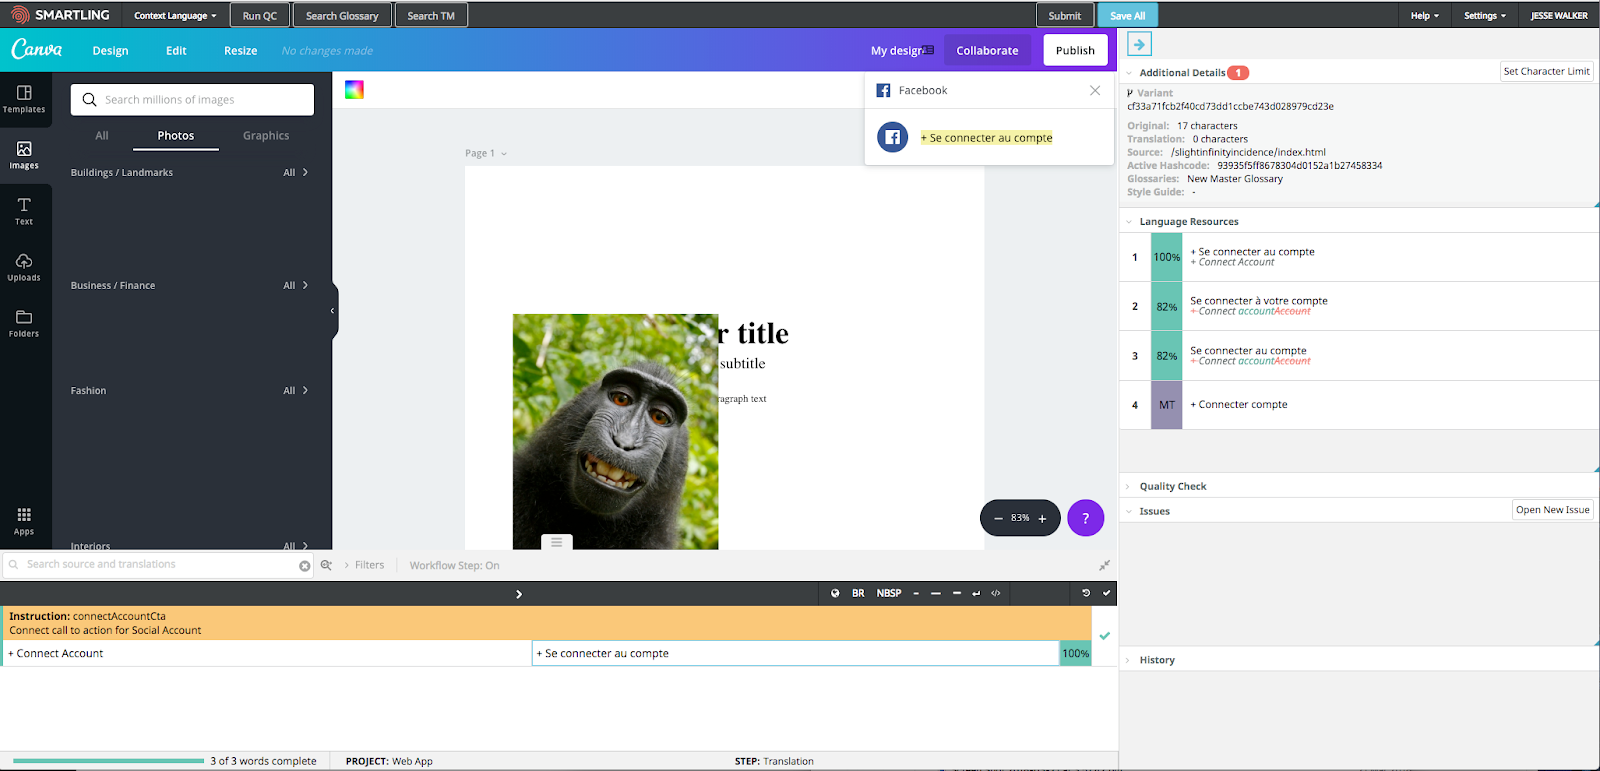 SMARTLING
Context Language
Run QC
Search Glossary
Search TM
Submit
Save All
Help
Settings
JESSE WALKER
Canva
Design
Edit
Resize
No changes made
My design
Collaborate
Publish
Templates
Images
Text
Uploads
Folders
Apps
Search millions of images
All
Photos
Graphics
Buildings / Landmarks
All
Business / Finance
All
Fashion
All
Interiors
All
Page 1
Facebook
+ Se connecter au compte
r title
subtitle
ragraph text
− 83% +
?
Additional Details 1
Set Character Limit
Variant
cf33a71fcb2f40cd73dd1ccbe743d028979cd23e
Original: 17 characters
Translation: 0 characters
Source: /slightinfinityincidence/index.html
Active Hashcode: 93935f5ff8678304d0152a1b27458334
Glossaries: New Master Glossary
Style Guide: -
Language Resources
1 100% + Se connecter au compte
+ Connect Account
2 82% Se connecter à votre compte
+ Connect accountAccount
3 82% Se connecter au compte
+ Connect accountAccount
4 MT + Connecter compte
Quality Check
Issues
Open New Issue
History
Search source and translations
Filters
Workflow Step: On
BR NBSP - — – </>
Instruction: connectAccountCta
Connect call to action for Social Account
+ Connect Account
+ Se connecter au compte
100%
3 of 3 words complete
PROJECT: Web App
STEP: Translation